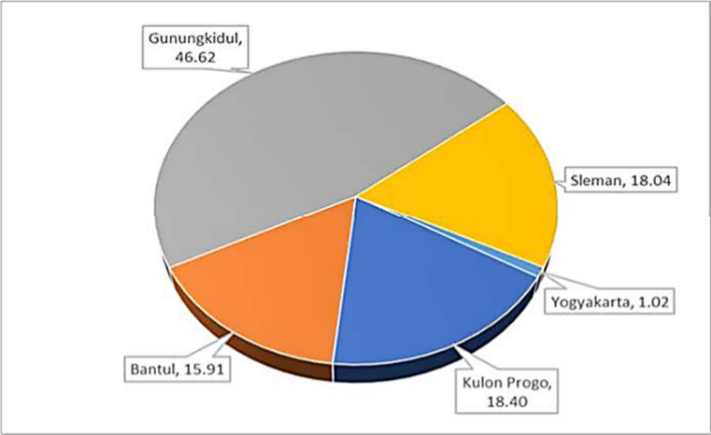 Gunungkidul,
46.62
Sleman, 18.04
Yogyakarta, 1.02
Bantul, 15.91
Kulon Progo,
18.40